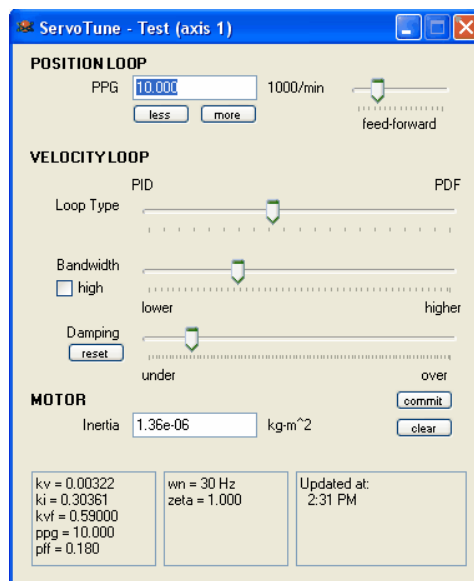 ServoTune - Test (axis 1)
POSITION LOOP
PPG 10.000 1000/min
less more
feed-forward
VELOCITY LOOP
PID PDF
Loop Type
Bandwidth
high
lower higher
Damping
reset
under over
MOTOR
commit
Inertia 1.36e-06 kg-m^2
clear
kv = 0.00322
ki = 0.30361
kvf = 0.59000
ppg = 10.000
pff = 0.180
wn = 30 Hz
zeta = 1.000
Updated at:
2:31 PM